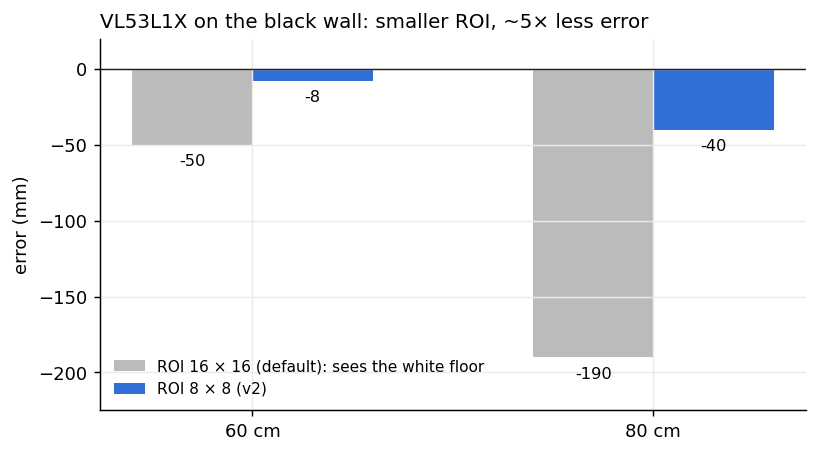 VL53L1X on the black wall: smaller ROI, ~5× less error
error (mm)
0
−50
−100
−150
−200
-50
-8
-190
-40
ROI 16 × 16 (default): sees the white floor
ROI 8 × 8 (v2)
60 cm
80 cm